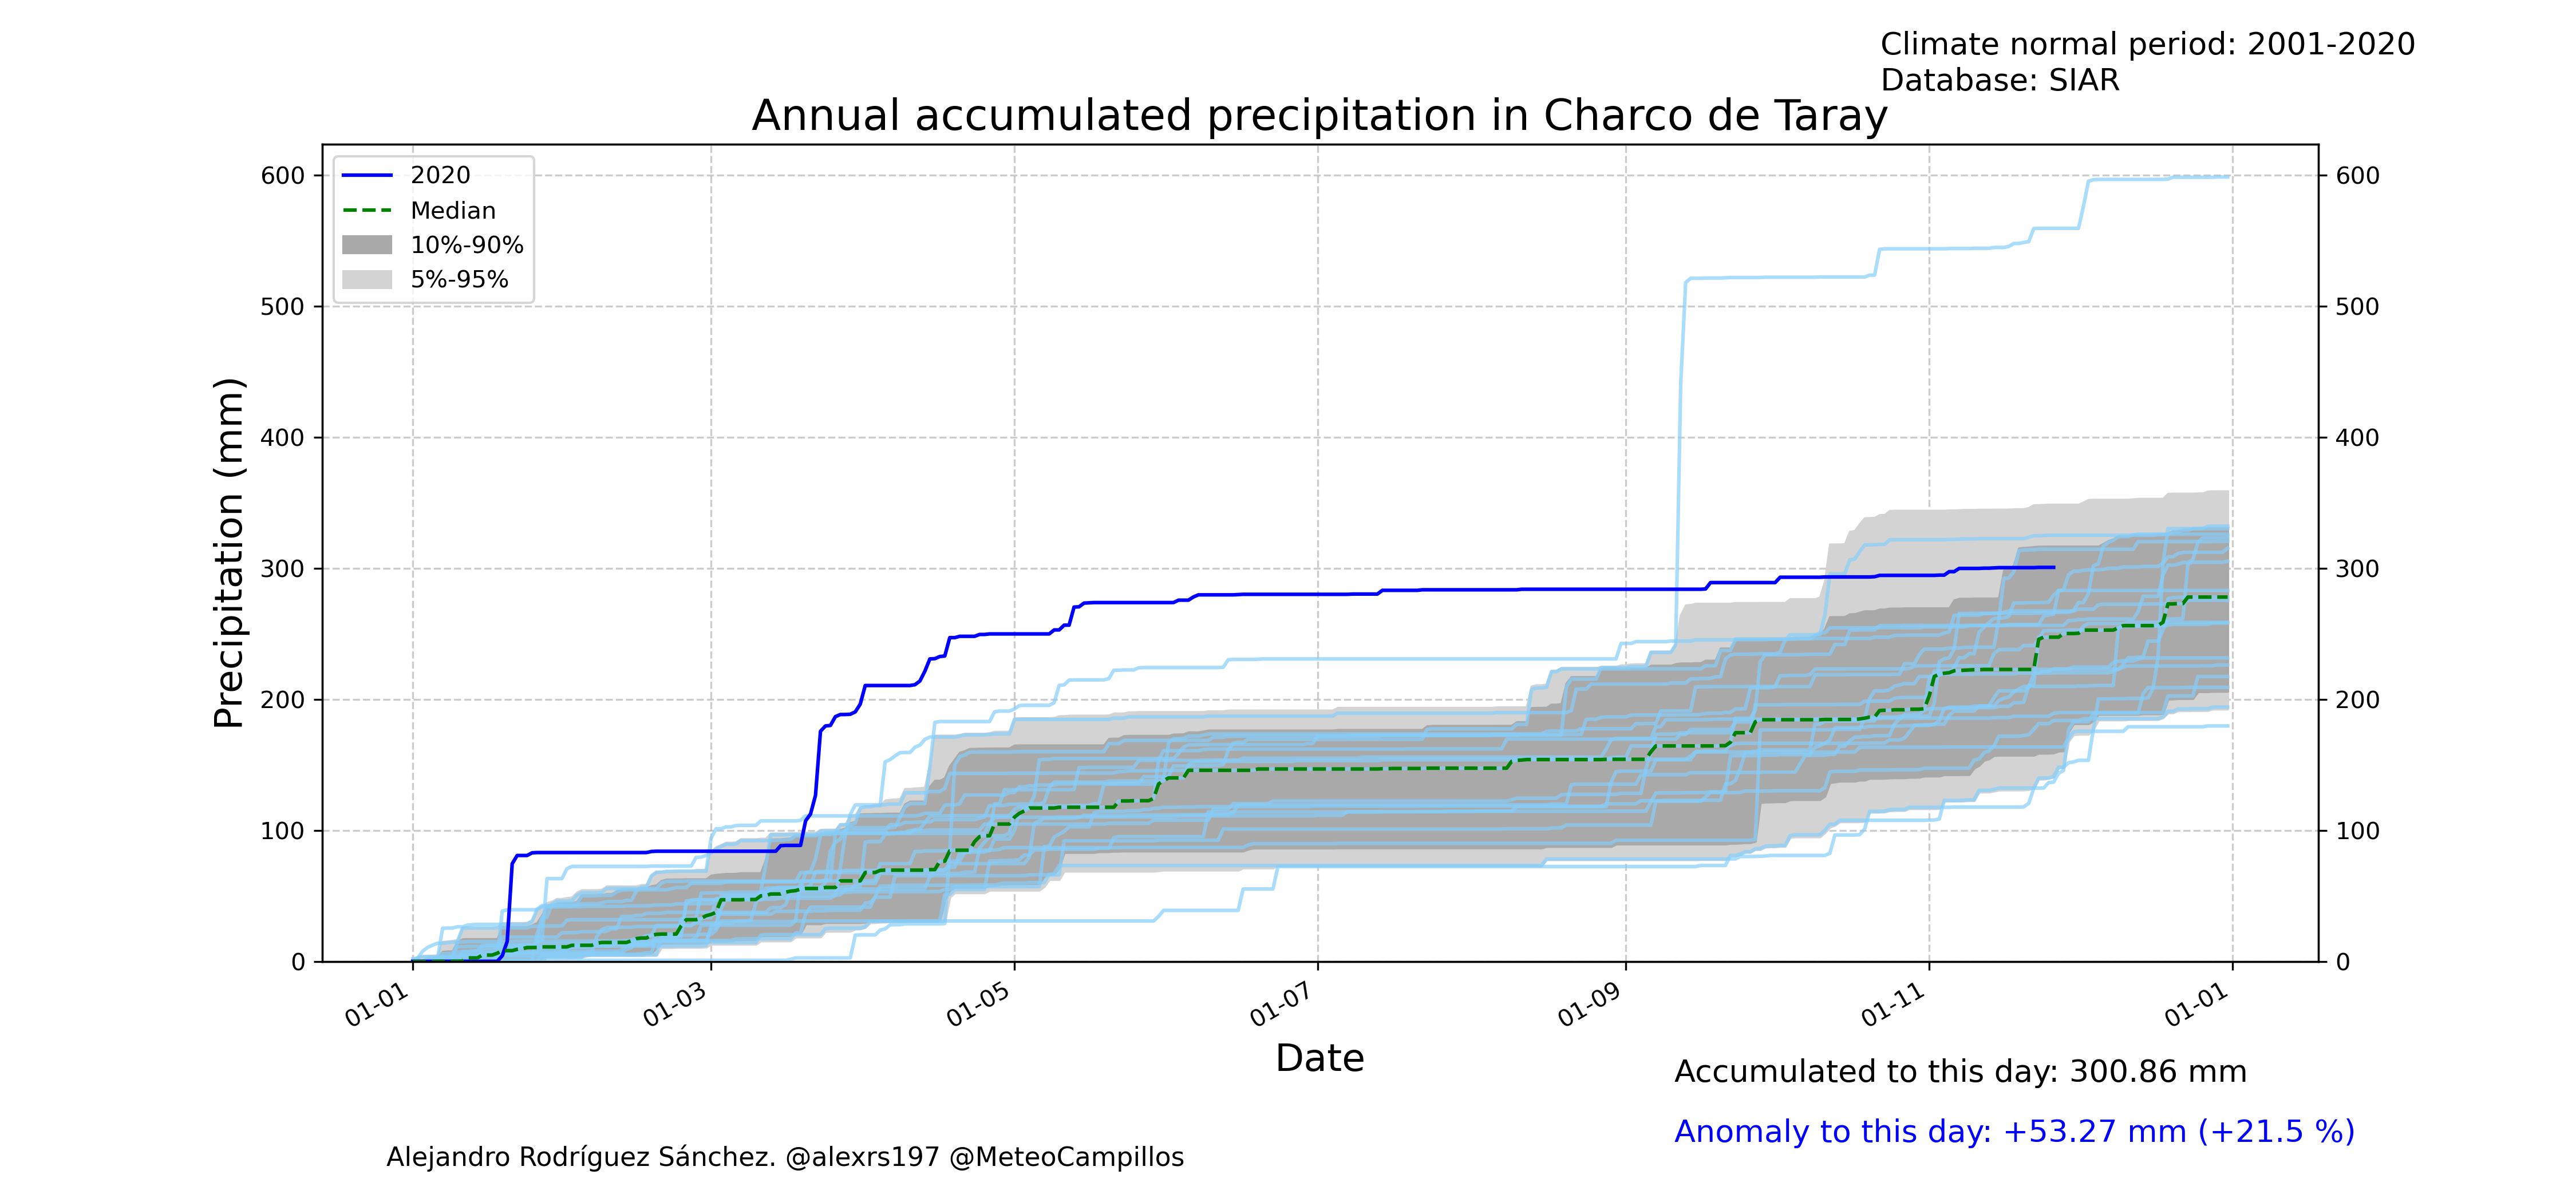 Climate normal period: 2001-2020
Database: SIAR
Annual accumulated precipitation in Charco de Taray
2020
Median
10%-90%
5%-95%
Precipitation (mm)
600
500
400
300
200
100
0
600
500
400
300
200
100
0
01-01
01-03
01-05
01-07
01-09
01-11
01-01
Date
Accumulated to this day: 300.86 mm
Anomaly to this day: +53.27 mm (+21.5 %)
Alejandro Rodríguez Sánchez. @alexrs197 @MeteoCampillos